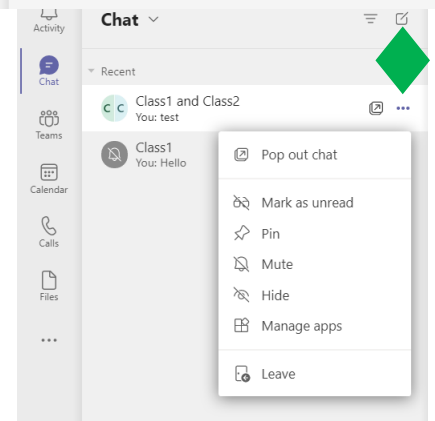 Activity
Chat
Chat
Recent
Class1 and Class2
You: test
Teams
Class1
You: Hello
Calendar
Calls
Files
Pop out chat
Mark as unread
Pin
Mute
Hide
Manage apps
Leave
C C